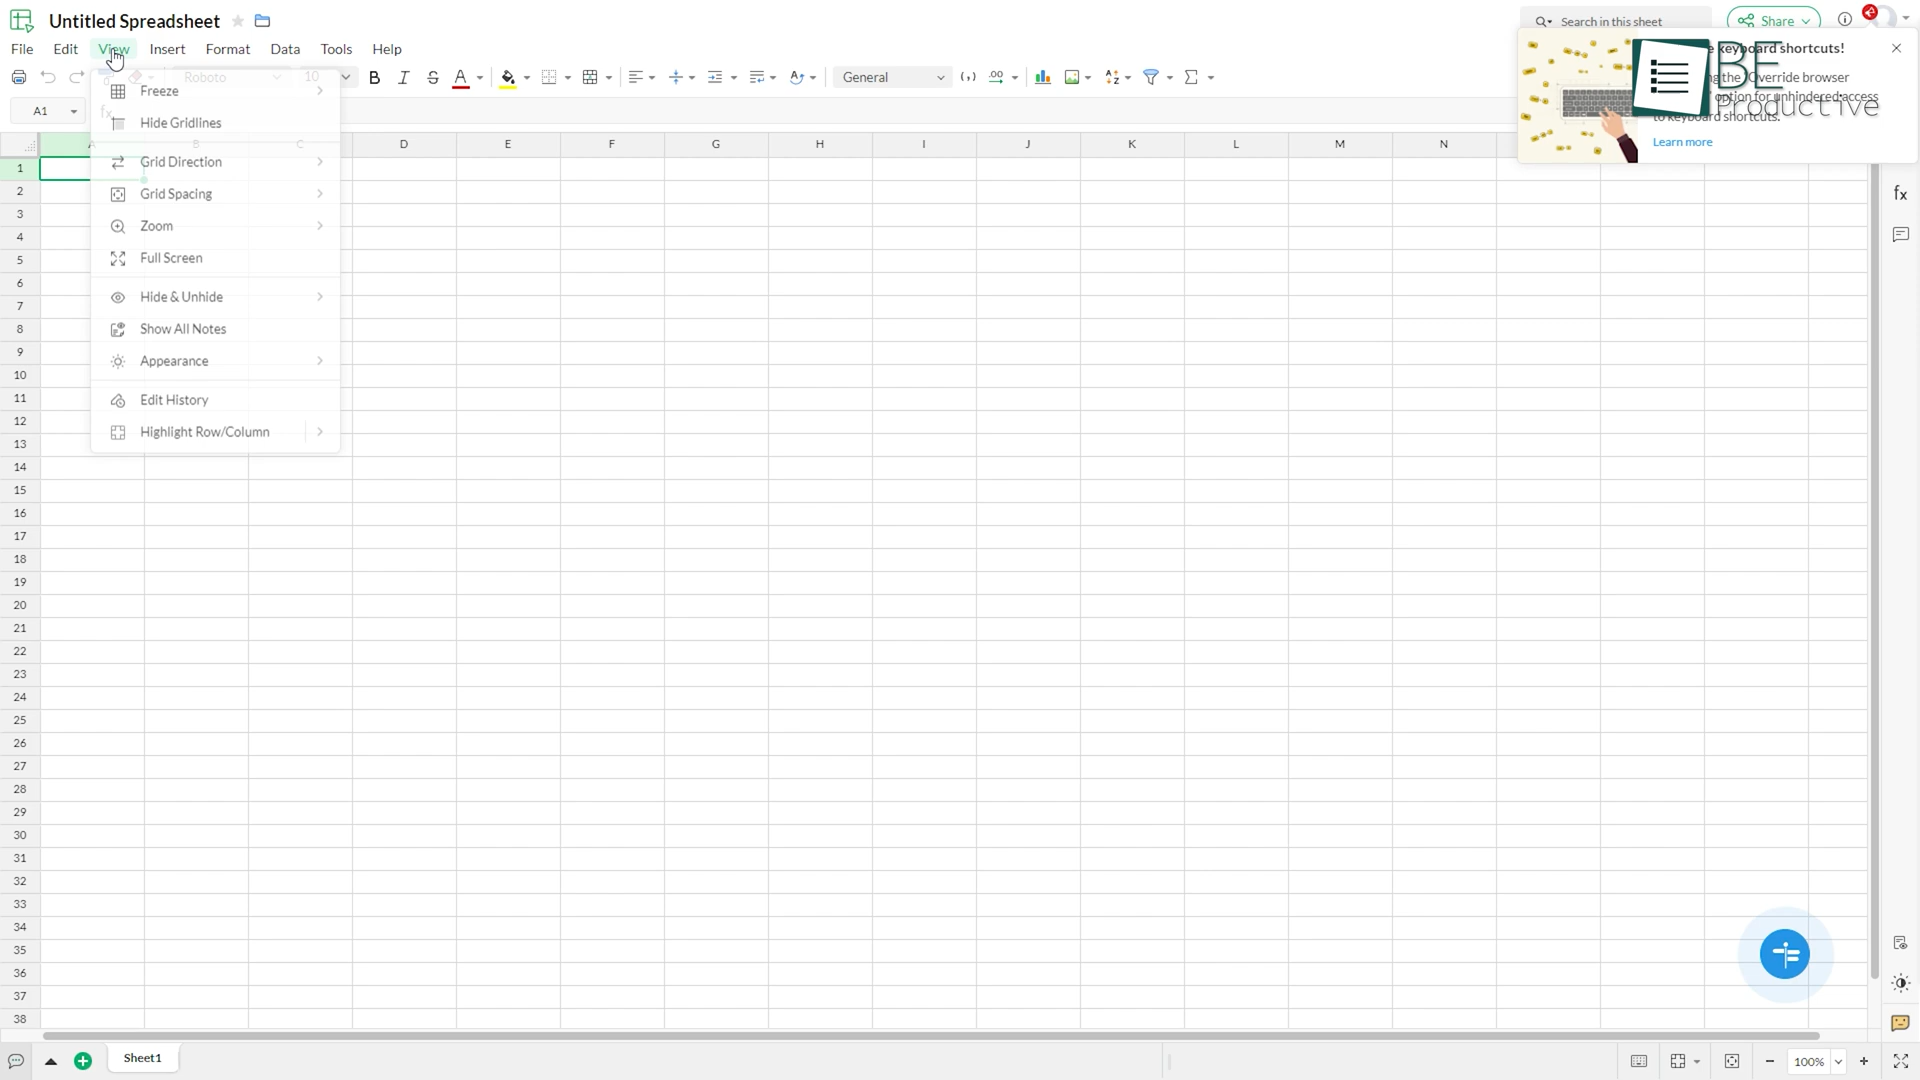 Untitled Spreadsheet
Search in this sheet
Share
File Edit View Insert Format Data Tools Help
keyboard shortcuts!
BE
Productive
the 'Override browser
option for unhindered access
to keyboard shortcuts.
Learn more
Roboto 10 B I S A General
A1 fx
A B C D E F G H I J K L M N
Freeze
Hide Gridlines
Grid Direction
Grid Spacing
Zoom
Full Screen
Hide & Unhide
Show All Notes
Appearance
Edit History
Highlight Row/Column
1
2
3
4
5
6
7
8
9
10
11
12
13
14
15
16
17
18
19
20
21
22
23
24
25
26
27
28
29
30
31
32
33
34
35
36
37
38
fx
Sheet1
100%